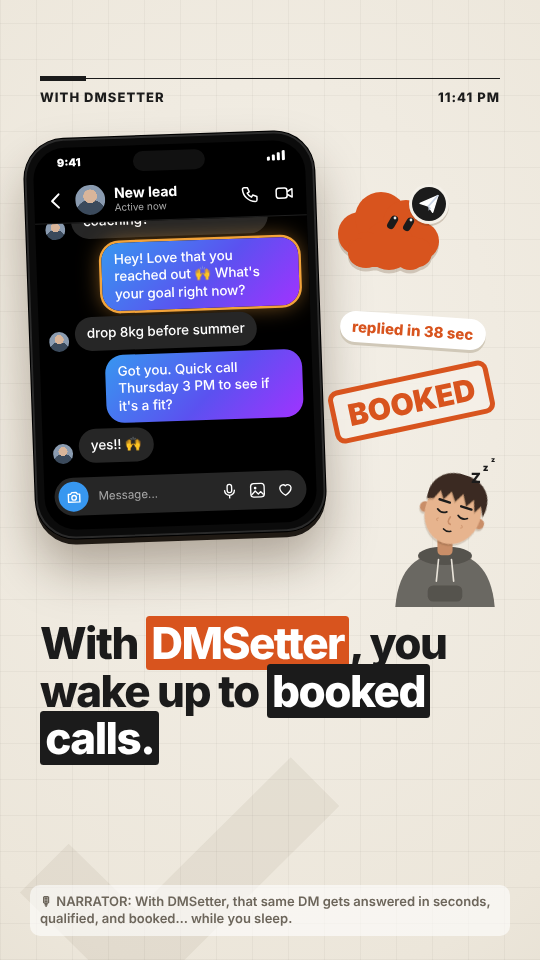 WITH DMSETTER
11:41 PM
9:41
New lead
Active now
coaching?
Hey! Love that you
reached out 🙌 What's
your goal right now?
drop 8kg before summer
Got you. Quick call
Thursday 3 PM to see if
it's a fit?
yes!! 🙌
Message...
replied in 38 sec
BOOKED
z z z
With DMSetter, you
wake up to booked
calls.
🎙 NARRATOR: With DMSetter, that same DM gets answered in seconds,
qualified, and booked... while you sleep.